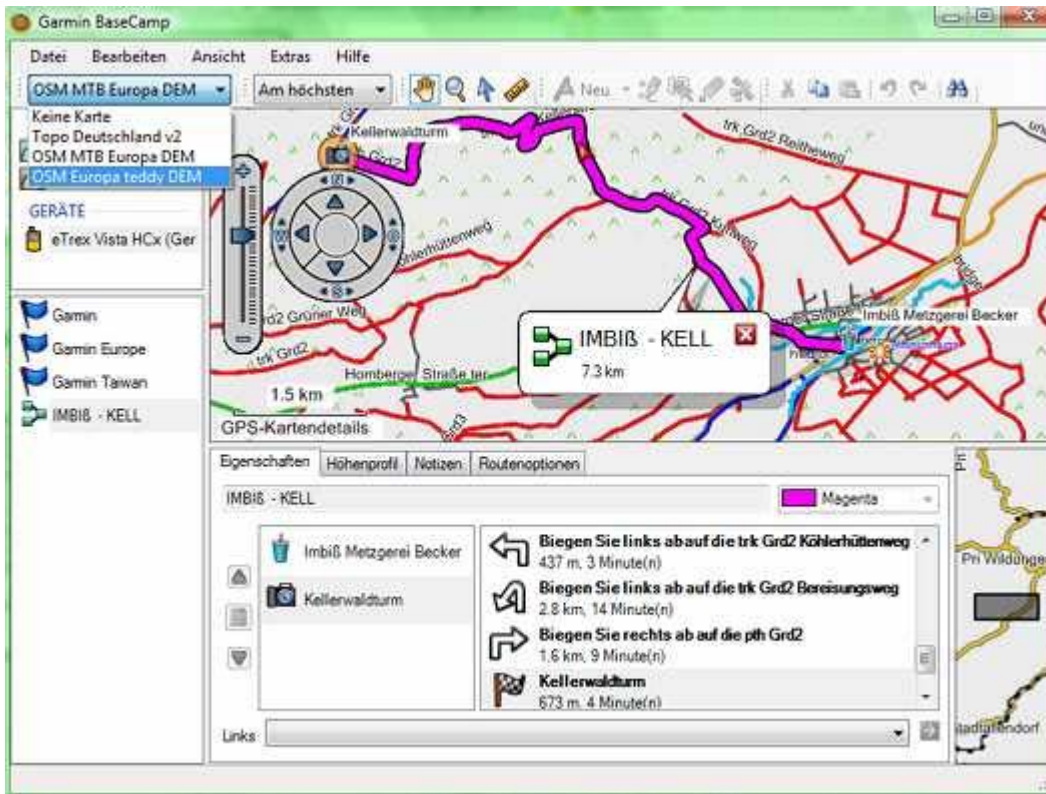 Garmin BaseCamp
Datei Bearbeiten Ansicht Extras Hilfe
OSM MTB Europa DEM
Am höchsten
Neu
Keine Karte
Topo Deutschland v2
OSM MTB Europa DEM
OSM Europa teddy DEM
GERÄTE
eTrex Vista HCx (Ger
Garmin
Garmin Europe
Garmin Taiwan
IMBIß - KELL
Kellerwaldturm
trk Grd2 Reitheweg
trk Grd2
Homberger Straße ter
Grd3
Imbiß Metzgerei Becker
IMBIß - KELL
7.3 km
1.5 km
GPS-Kartendetails
Eigenschaften Höhenprofil Notizen Routenoptionen
IMBIß - KELL
Magenta
Imbiß Metzgerei Becker
Kellerwaldturm
Biegen Sie links ab auf die trk Grd2 Köhlerhüttenweg
437 m, 3 Minute(n)
Biegen Sie links ab auf die trk Grd2 Bereisungsweg
2.8 km, 14 Minute(n)
Biegen Sie rechts ab auf die pth Grd2
1.6 km, 9 Minute(n)
Kellerwaldturm
673 m, 4 Minute(n)
Links
Pri
Pri Wildunge
stadtallendorf